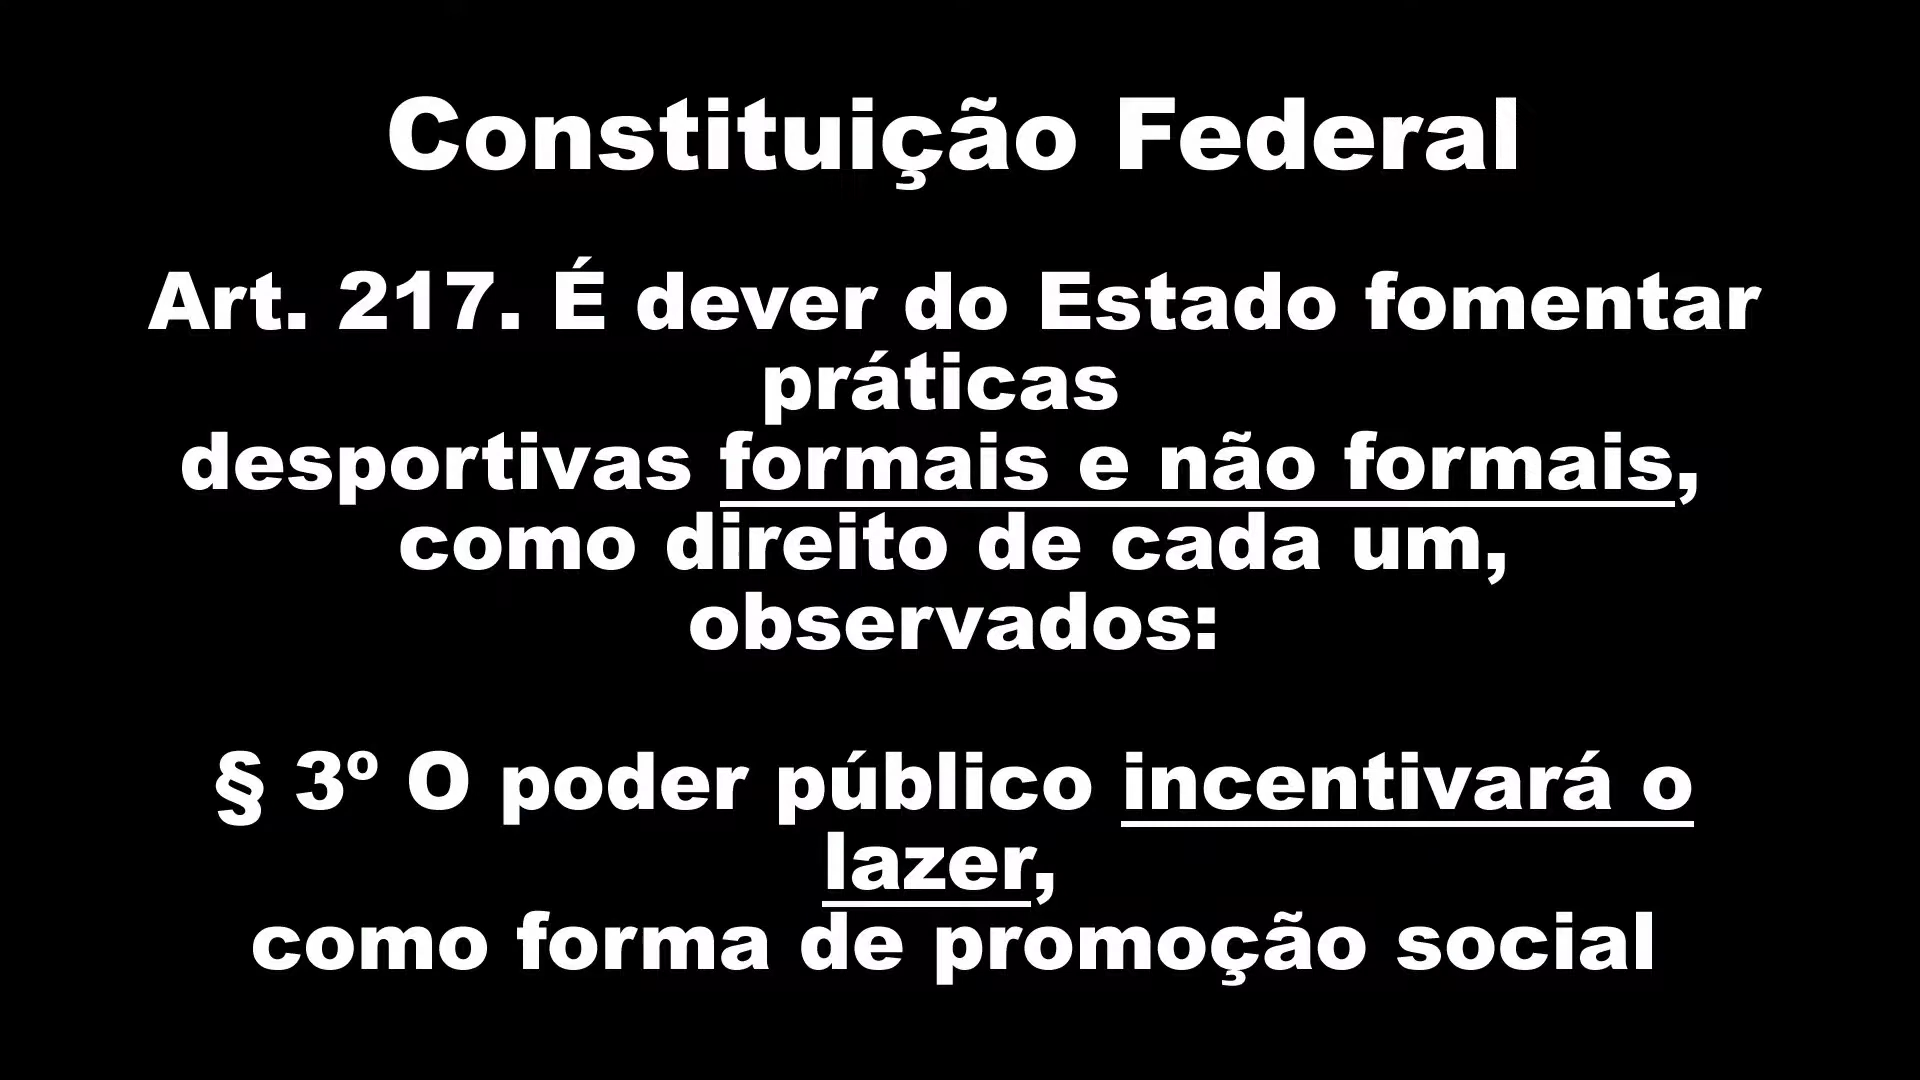 Constituição Federal
Art. 217. É dever do Estado fomentar
práticas
desportivas formais e não formais,
como direito de cada um,
observados:
§ 3º O poder público incentivará o
lazer,
como forma de promoção social